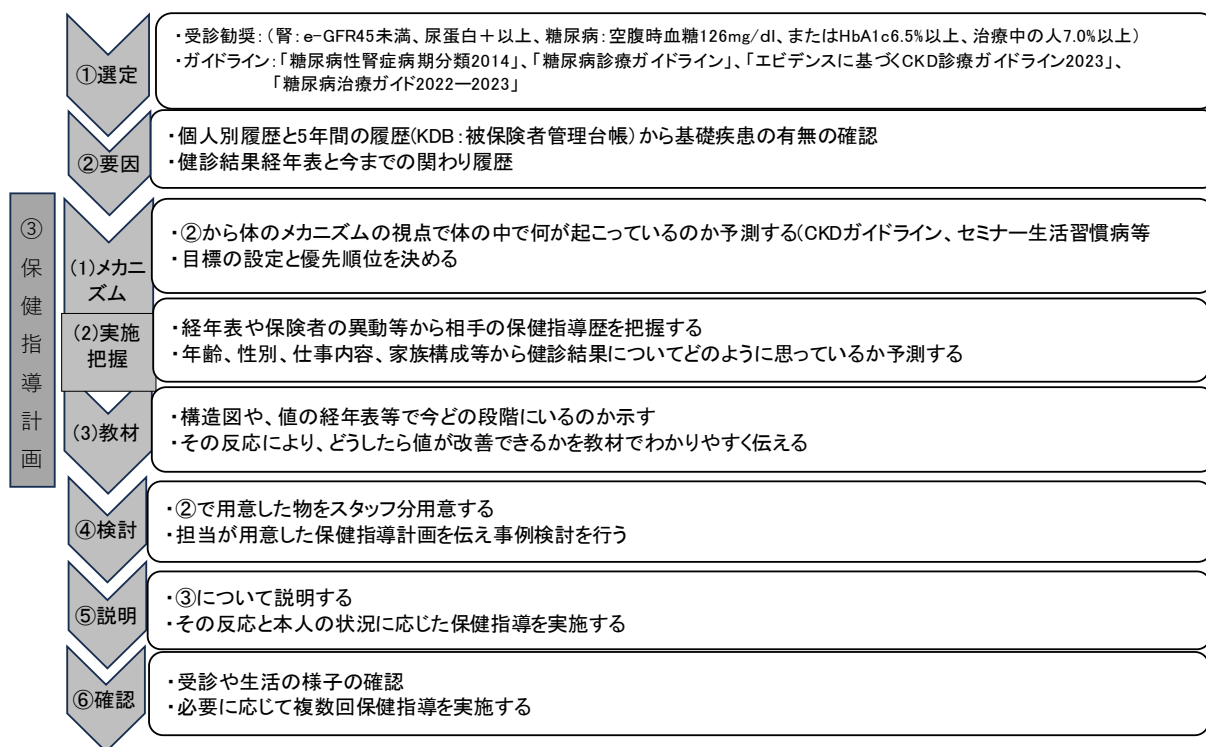 ①選定
・受診勧奨：（腎：e-GFR45未満、尿蛋白＋以上、糖尿病：空腹時血糖126mg/dl、またはHbA1c6.5%以上、治療中の人7.0%以上）
・ガイドライン：「糖尿病性腎症病期分類2014」、「糖尿病診療ガイドライン」、「エビデンスに基づくCKD診療ガイドライン2023」、
「糖尿病治療ガイド2022ー2023」
②要因
・個人別履歴と5年間の履歴(KDB：被保険者管理台帳)から基礎疾患の有無の確認
・健診結果経年表と今までの関わり履歴
③保健指導計画
(1)メカニ
ズム
・②から体のメカニズムの視点で体の中で何が起こっているのか予測する(CKDガイドライン、セミナー生活習慣病等
・目標の設定と優先順位を決める
(2)実施
把握
・経年表や保険者の異動等から相手の保健指導歴を把握する
・年齢、性別、仕事内容、家族構成等から健診結果についてどのように思っているか予測する
(3)教材
・構造図や、値の経年表等で今どの段階にいるのか示す
・その反応により、どうしたら値が改善できるかを教材でわかりやすく伝える
④検討
・②で用意した物をスタッフ分用意する
・担当が用意した保健指導計画を伝え事例検討を行う
⑤説明
・③について説明する
・その反応と本人の状況に応じた保健指導を実施する
⑥確認
・受診や生活の様子の確認
・必要に応じて複数回保健指導を実施する